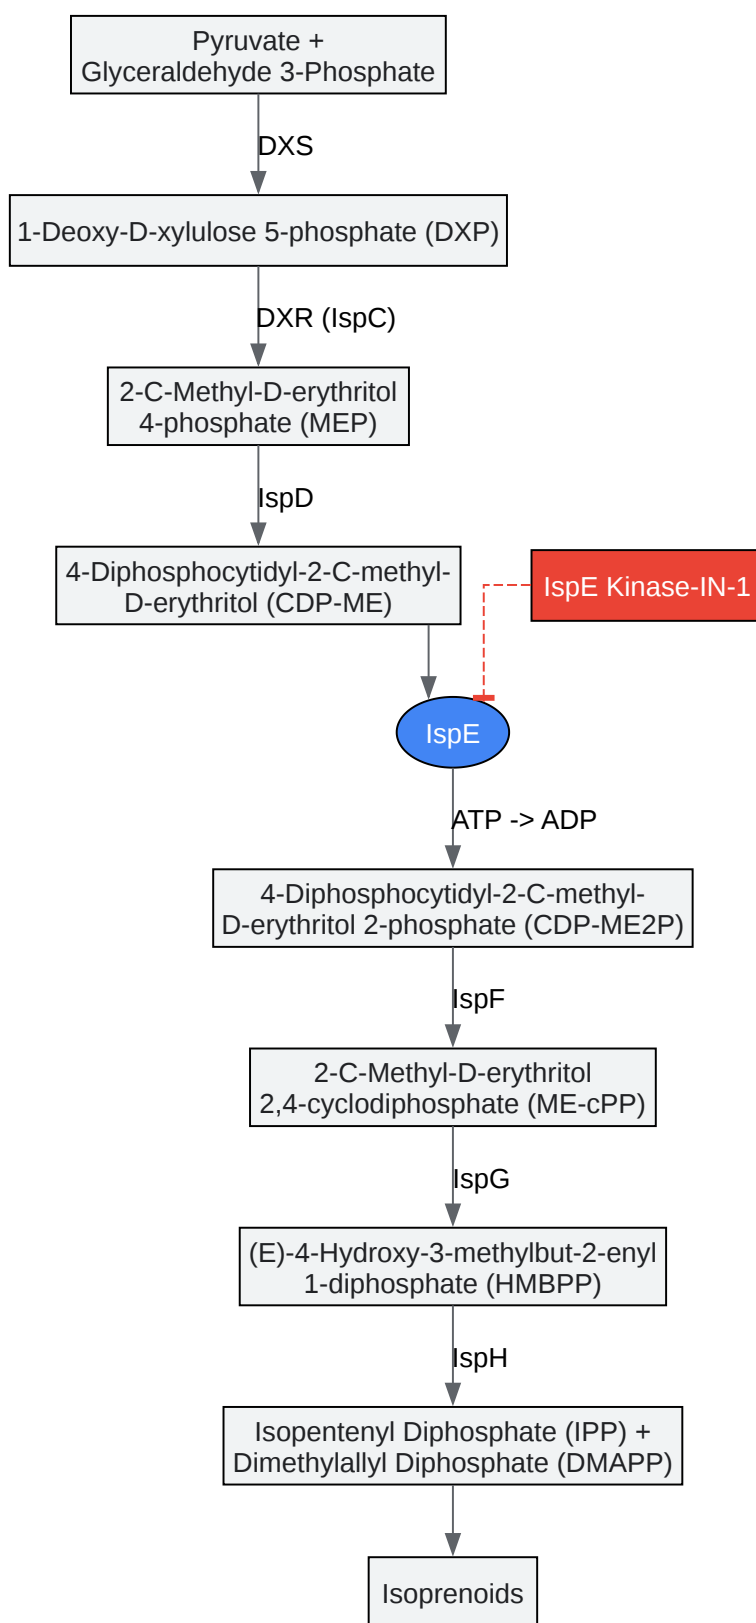 Pyruvate +
Glyceraldehyde 3-Phosphate
DXS
1-Deoxy-D-xylulose 5-phosphate (DXP)
DXR (IspC)
2-C-Methyl-D-erythritol
4-phosphate (MEP)
IspD
4-Diphosphocytidyl-2-C-methyl-
D-erythritol (CDP-ME)
IspE Kinase-IN-1
IspE
ATP -> ADP
4-Diphosphocytidyl-2-C-methyl-
D-erythritol 2-phosphate (CDP-ME2P)
IspF
2-C-Methyl-D-erythritol
2,4-cyclodiphosphate (ME-cPP)
IspG
(E)-4-Hydroxy-3-methylbut-2-enyl
1-diphosphate (HMBPP)
IspH
Isopentenyl Diphosphate (IPP) +
Dimethylallyl Diphosphate (DMAPP)
Isoprenoids